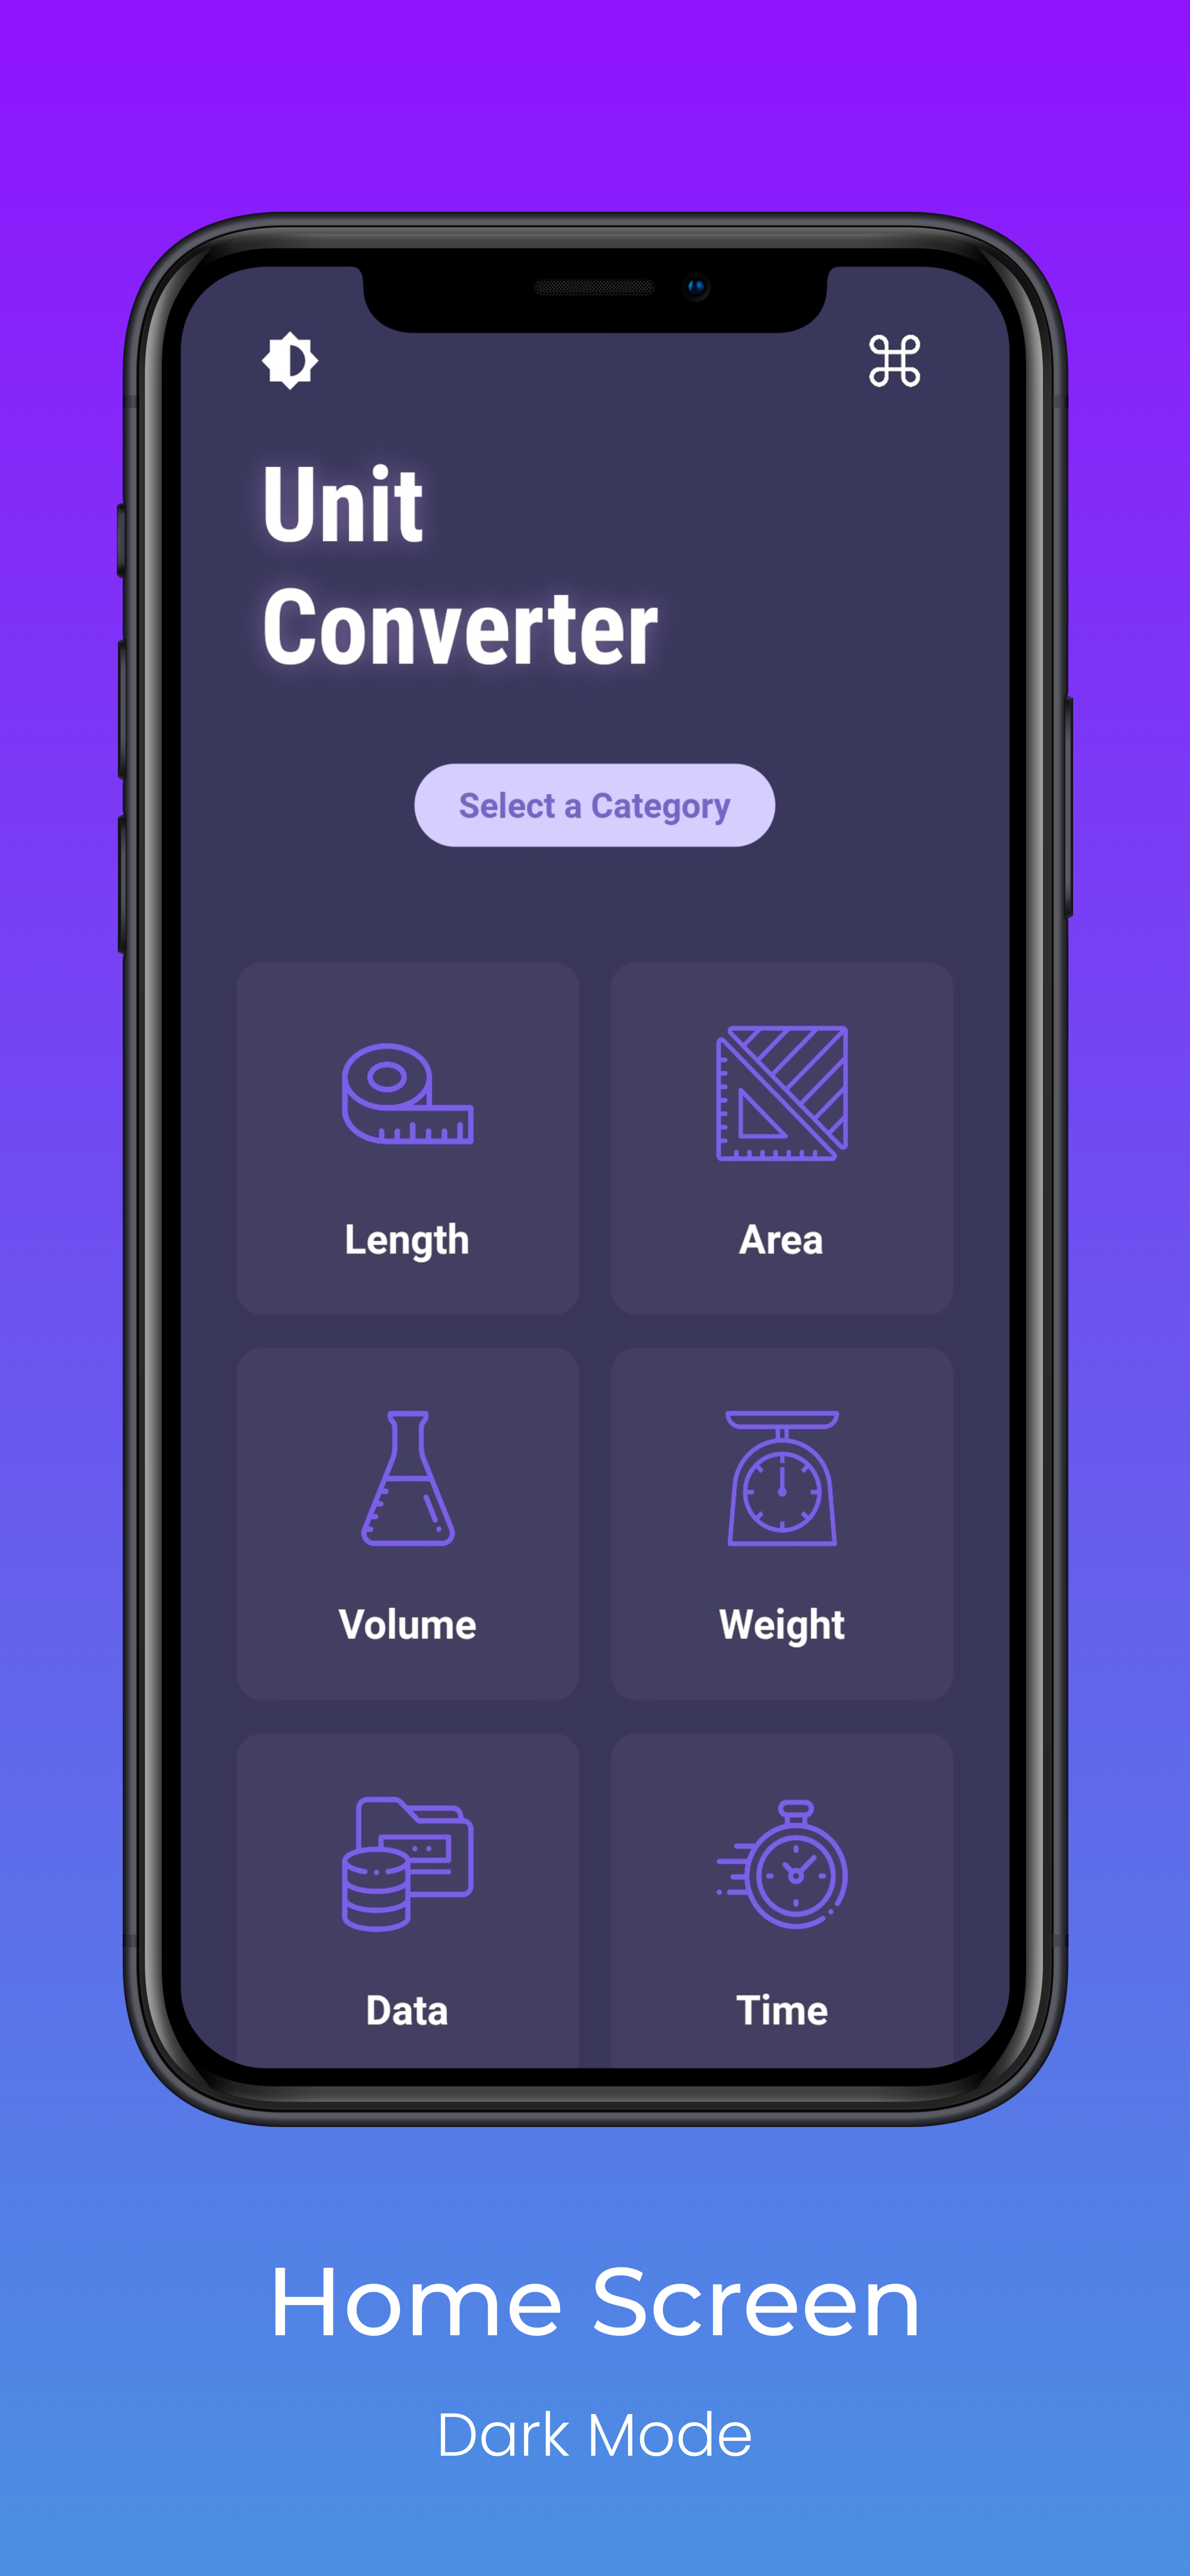 Unit
Converter
Select a Category
Length
Area
Volume
Weight
Data
Time
Home Screen
Dark Mode